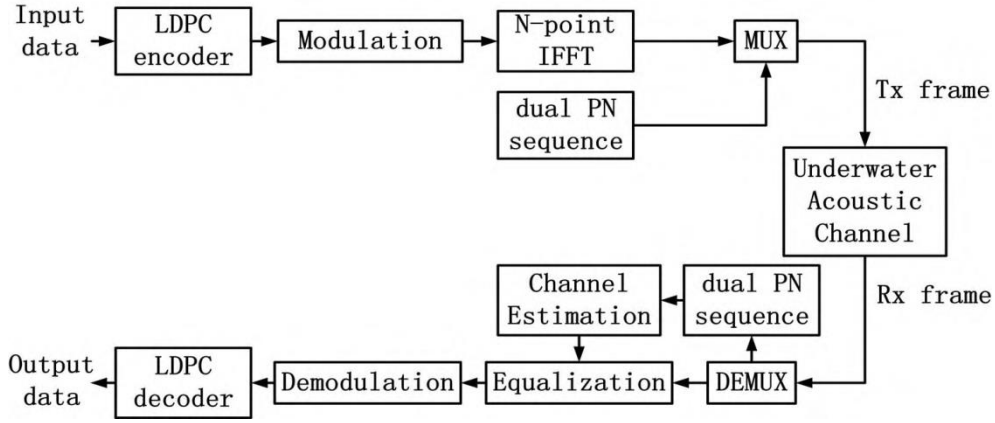 Input
data
LDPC
encoder
Modulation
N-point
IFFT
MUX
dual PN
sequence
Tx frame
Underwater
Acoustic
Channel
Rx frame
Channel
Estimation
dual PN
sequence
Output
data
LDPC
decoder
Demodulation
Equalization
DEMUX